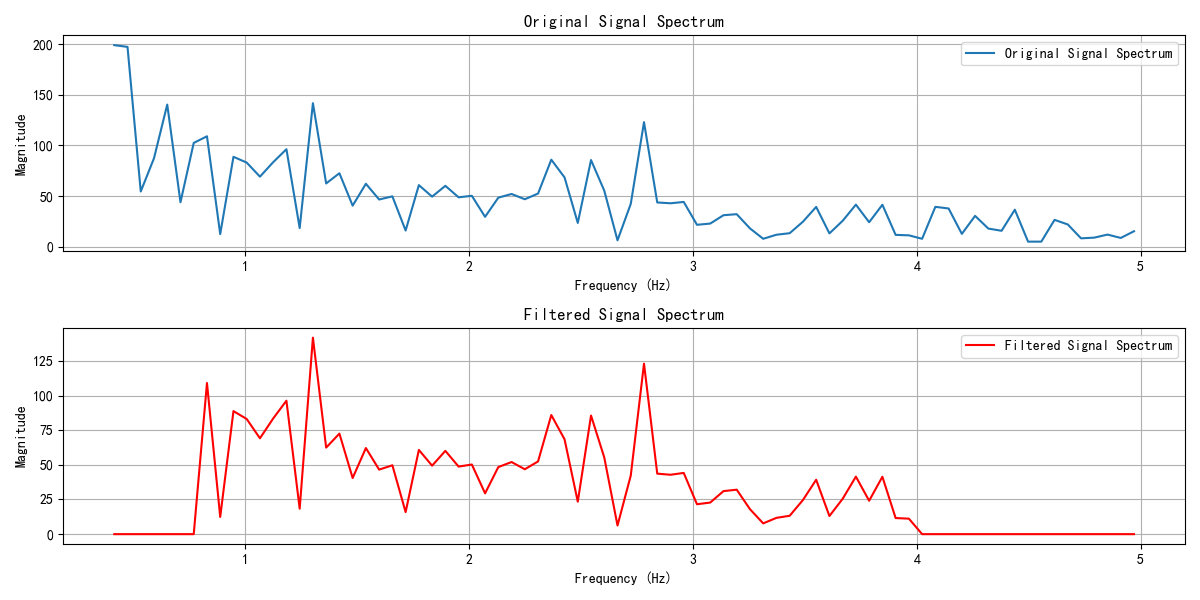 Original Signal Spectrum
Original Signal Spectrum
Magnitude
200
150
100
50
0
1
2
3
4
5
Frequency (Hz)
Filtered Signal Spectrum
Filtered Signal Spectrum
Magnitude
125
100
75
50
25
0
1
2
3
4
5
Frequency (Hz)